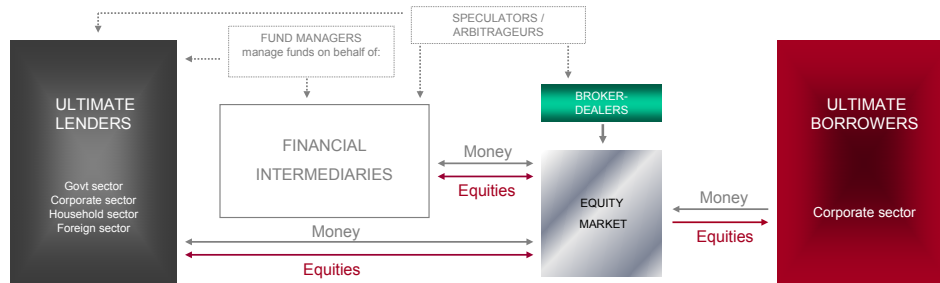 SPECULATORS /
ARBITRAGEURS
FUND MANAGERS
manage funds on behalf of:
ULTIMATE
LENDERS
Govt sector
Corporate sector
Household sector
Foreign sector
FINANCIAL
INTERMEDIARIES
BROKER-
DEALERS
Money
Equities
EQUITY
MARKET
Money
Equities
Money
Equities
ULTIMATE
BORROWERS
Corporate sector